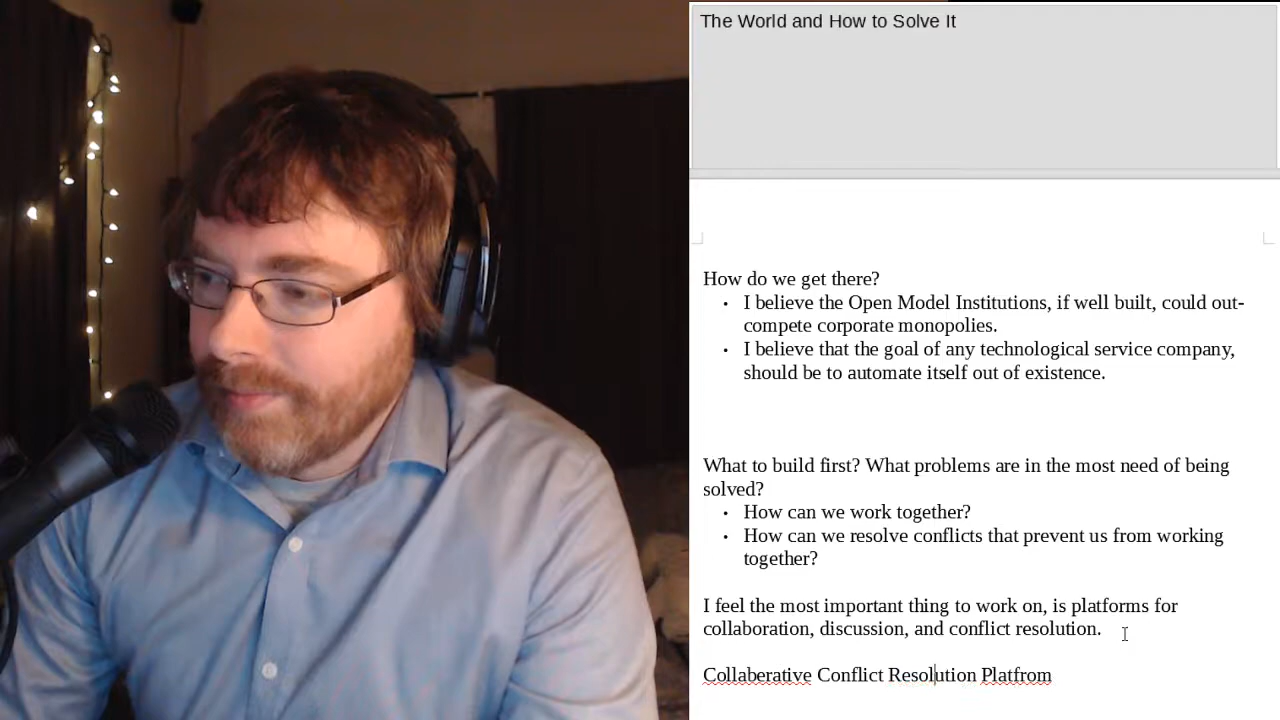 The World and How to Solve It
How do we get there?
• I believe the Open Model Institutions, if well built, could out-
compete corporate monopolies.
• I believe that the goal of any technological service company,
should be to automate itself out of existence.
What to build first? What problems are in the most need of being
solved?
• How can we work together?
• How can we resolve conflicts that prevent us from working
together?
I feel the most important thing to work on, is platforms for
collaboration, discussion, and conflict resolution.
Collaberative Conflict Resolution Platfrom